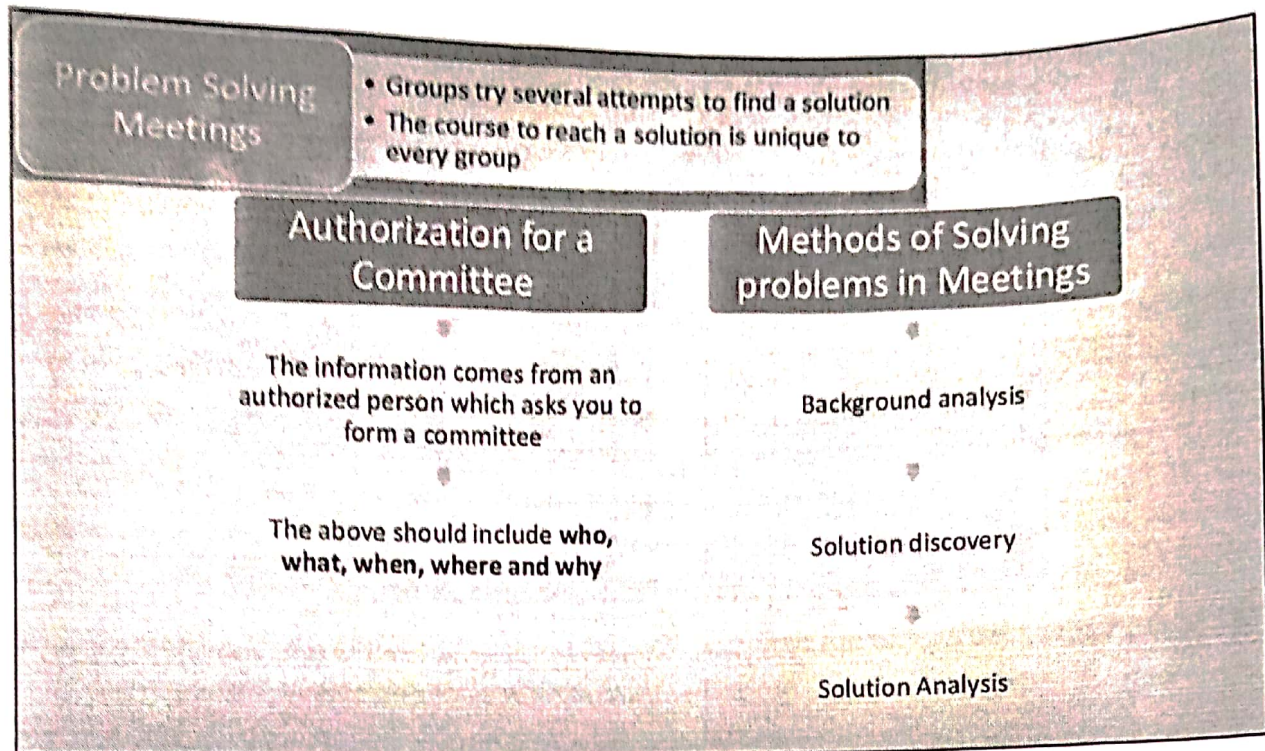 Problem Solving
Meetings
• Groups try several attempts to find a solution
• The course to reach a solution is unique to
every group
Authorization for a
Committee
The information comes from an
authorized person which asks you to
form a committee
The above should include who,
what, when, where and why
Methods of Solving
problems in Meetings
Background analysis
Solution discovery
Solution Analysis